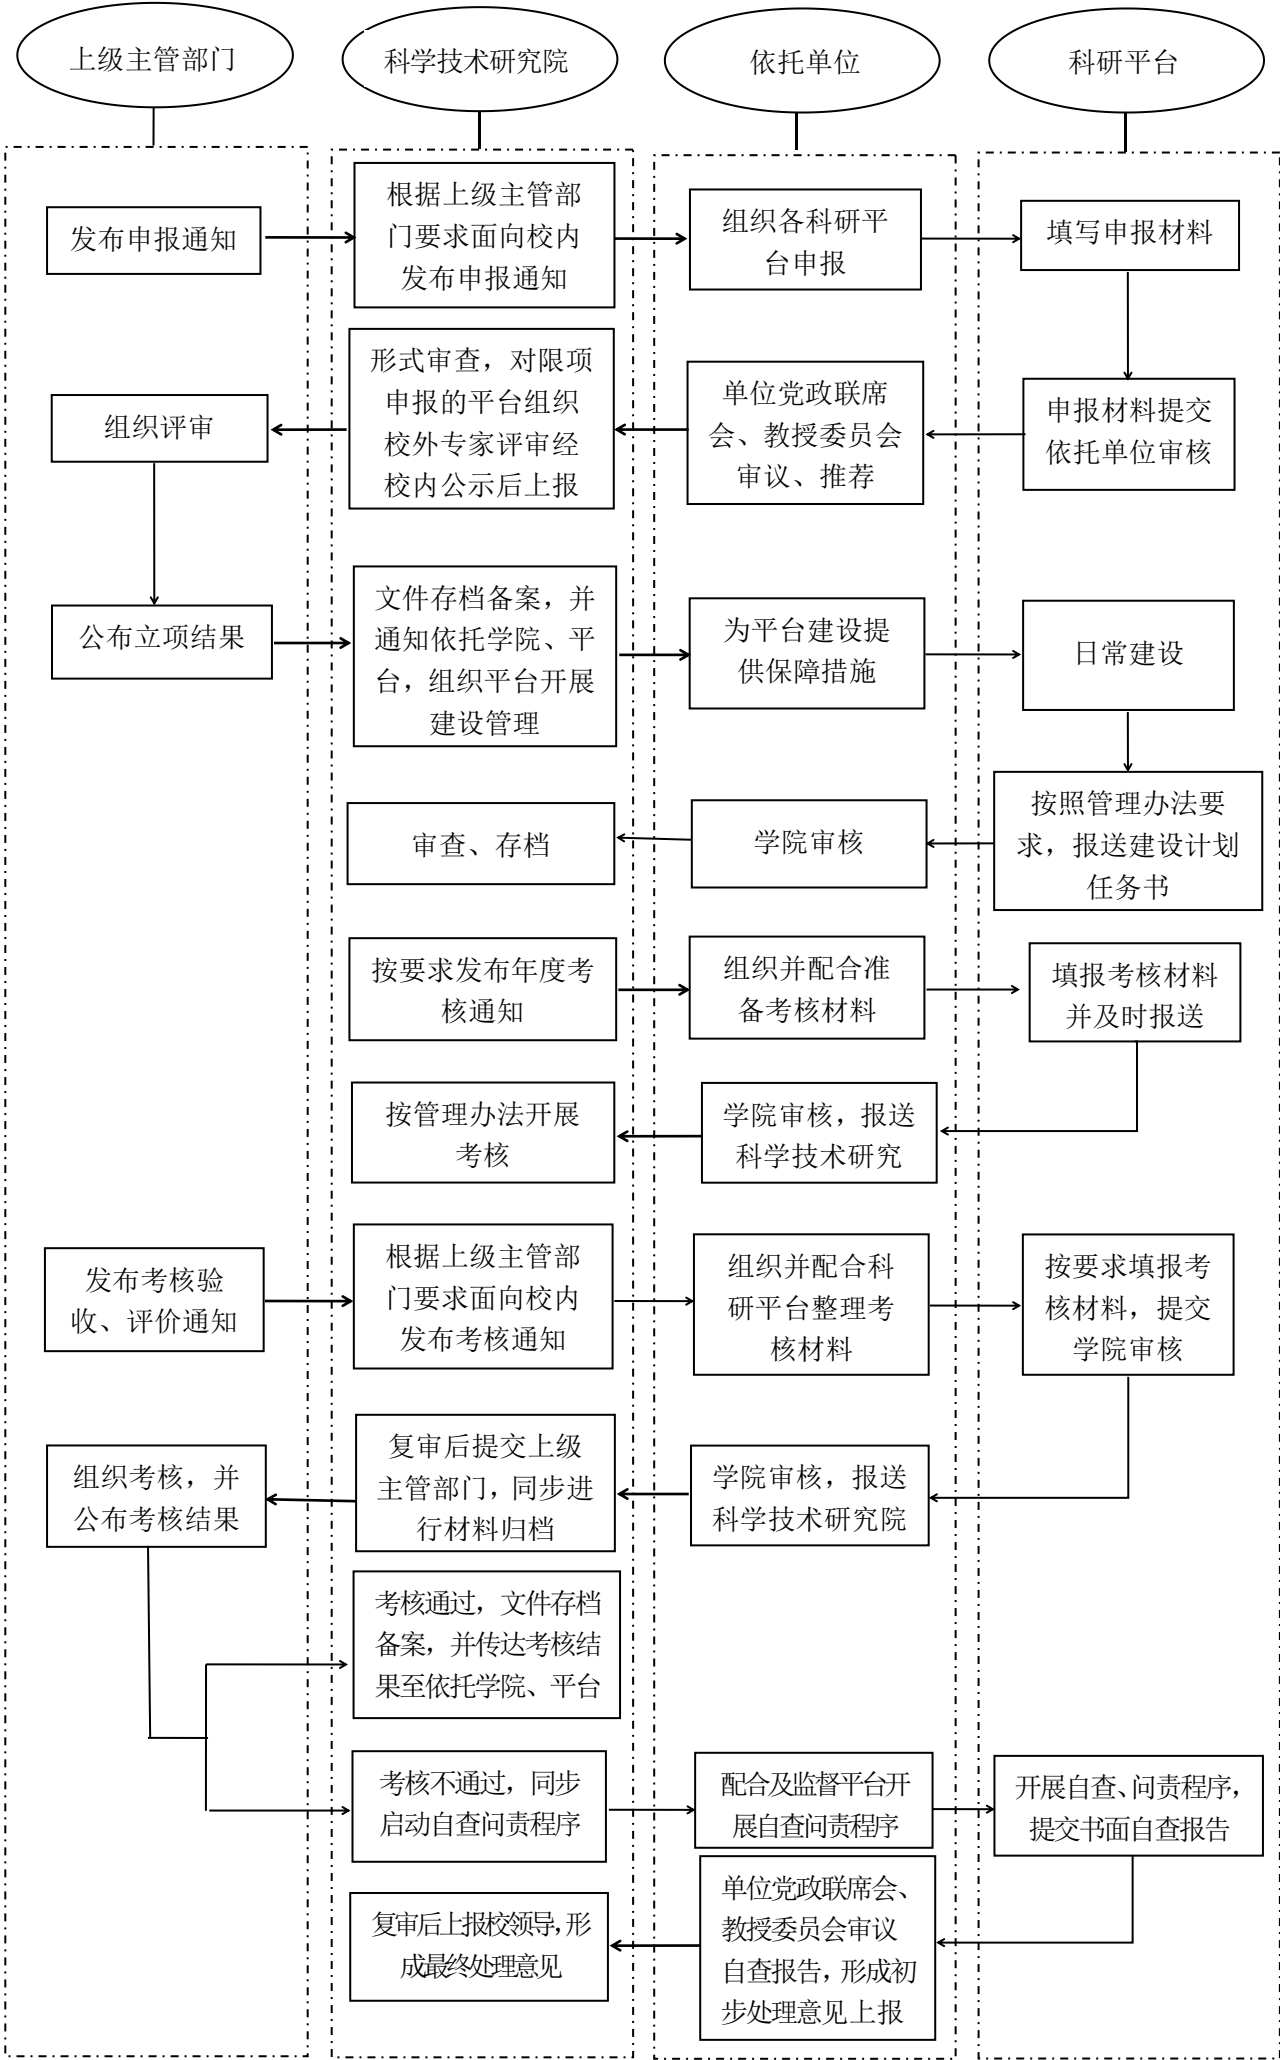 上级主管部门
科学技术研究院
依托单位
科研平台
发布申报通知
根据上级主管部
门要求面向校内
发布申报通知
组织各科研平
台申报
填写申报材料
组织评审
形式审查，对限项
申报的平台组织
校外专家评审经
校内公示后上报
单位党政联席
会、教授委员会
审议、推荐
申报材料提交
依托单位审核
公布立项结果
文件存档备案，并
通知依托学院、平
台，组织平台开展
建设管理
为平台建设提
供保障措施
日常建设
审查、存档
学院审核
按照管理办法要
求，报送建设计划
任务书
按要求发布年度考
核通知
组织并配合准
备考核材料
填报考核材料
并及时报送
按管理办法开展
考核
学院审核，报送
科学技术研究
发布考核验
收、评价通知
根据上级主管部
门要求面向校内
发布考核通知
组织并配合科
研平台整理考
核材料
按要求填报考
核材料，提交
学院审核
组织考核，并
公布考核结果
复审后提交上级
主管部门，同步进
行材料归档
学院审核，报送
科学技术研究院
考核通过，文件存档
备案，并传达考核结
果至依托学院、平台
考核不通过，同步
启动自查问责程序
配合及监督平台开
展自查问责程序
开展自查、问责程序，
提交书面自查报告
复审后上报校领导，形
成最终处理意见
单位党政联席会、
教授委员会审议
自查报告，形成初
步处理意见上报